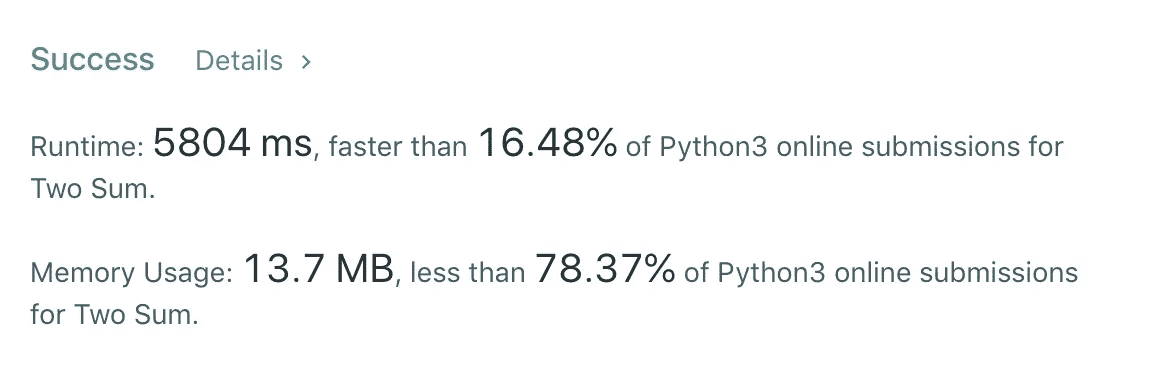 Success Details >
Runtime: 5804 ms, faster than 16.48% of Python3 online submissions for
Two Sum.
Memory Usage: 13.7 MB, less than 78.37% of Python3 online submissions
for Two Sum.